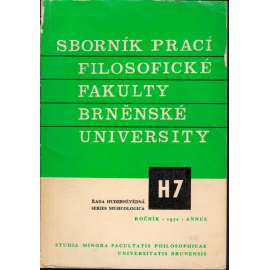 SBORNÍK PRACÍ
FILOSOFICKÉ
FAKULTY
BRNĚNSKÉ
UNIVERSITY
H7
ŘADA HUDEBNĚVĚDNÁ
SERIES MUSICOLOGICA
ROČNÍK · 1972 · ANNUS
STUDIA MINORA FACULTATIS PHILOSOPHICAE
UNIVERSITATIS BRUNENSIS